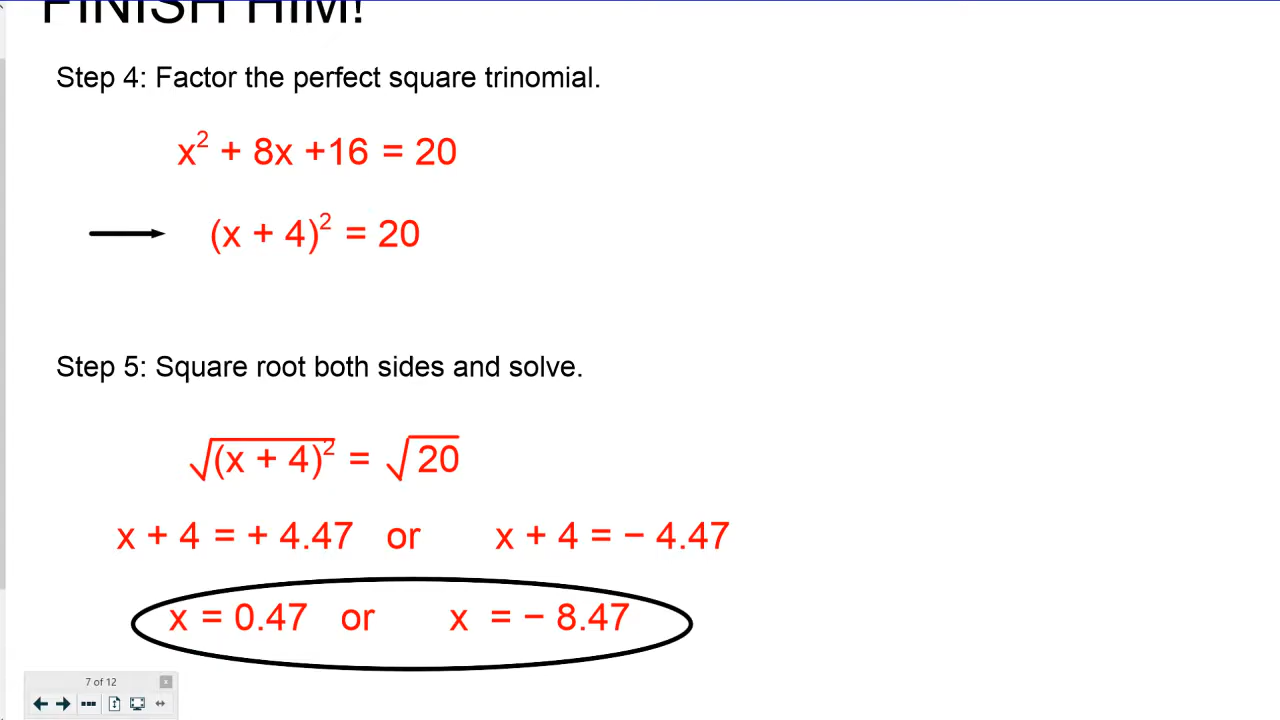 FINISH HIM!
Step 4: Factor the perfect square trinomial.
x² + 8x +16 = 20
(x + 4)² = 20
Step 5: Square root both sides and solve.
√(x + 4)² = √20
x + 4 = + 4.47 or x + 4 = − 4.47
x = 0.47 or x = − 8.47
7 of 12